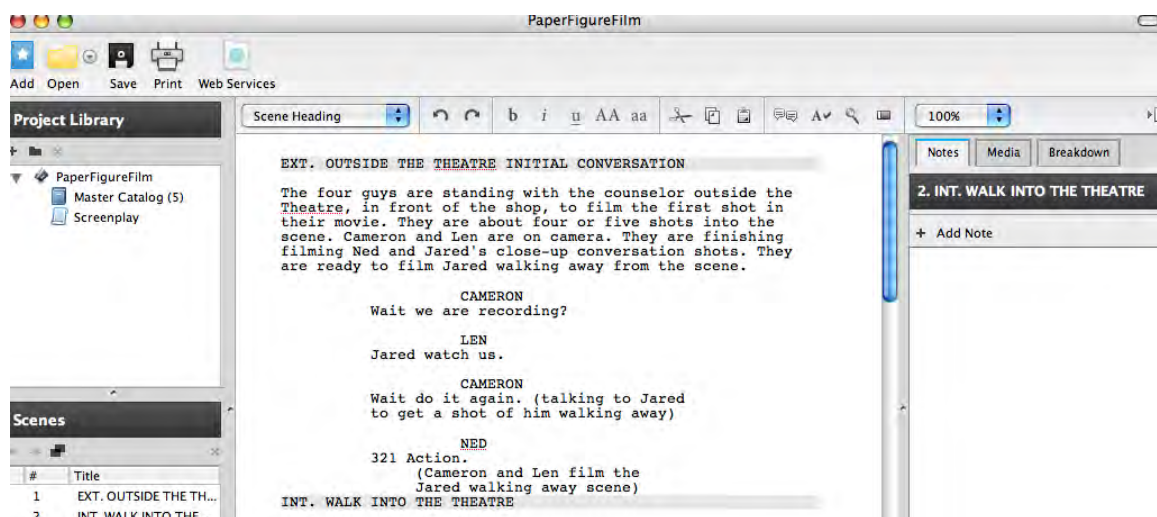 PaperFigureFilm
Add Open Save Print Web Services
Project Library
PaperFigureFilm
Master Catalog (5)
Screenplay
Scenes
# Title
1 EXT. OUTSIDE THE TH...
2 INT. WALK INTO THE
Scene Heading
b i u AA aa
100%
EXT. OUTSIDE THE THEATRE INITIAL CONVERSATION
The four guys are standing with the counselor outside the
Theatre, in front of the shop, to film the first shot in
their movie. They are about four or five shots into the
scene. Cameron and Len are on camera. They are finishing
filming Ned and Jared's close-up conversation shots. They
are ready to film Jared walking away from the scene.
CAMERON
Wait we are recording?
LEN
Jared watch us.
CAMERON
Wait do it again. (talking to Jared
to get a shot of him walking away)
NED
321 Action.
(Cameron and Len film the
Jared walking away scene)
INT. WALK INTO THE THEATRE
Notes Media Breakdown
2. INT. WALK INTO THE THEATRE
+ Add Note